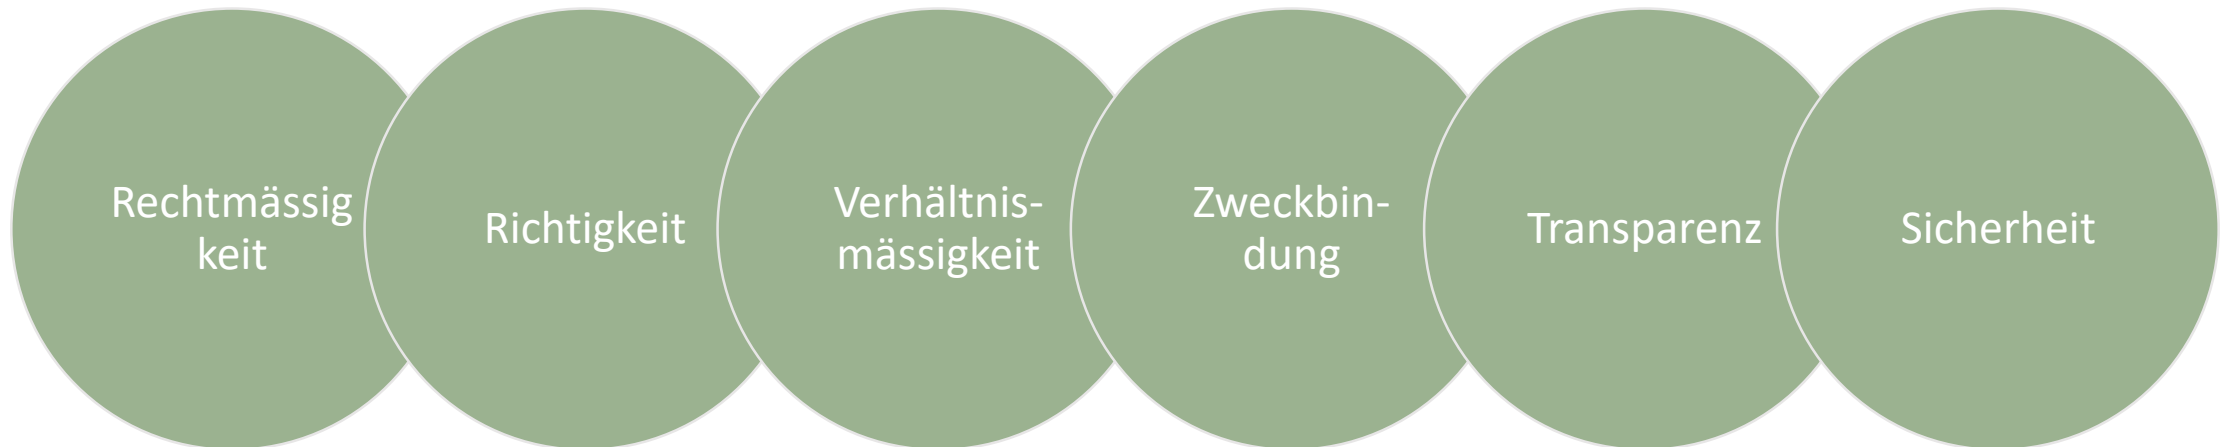 Rechtmässig
keit
Richtigkeit
Verhältnis-
mässigkeit
Zweckbin-
dung
Transparenz
Sicherheit